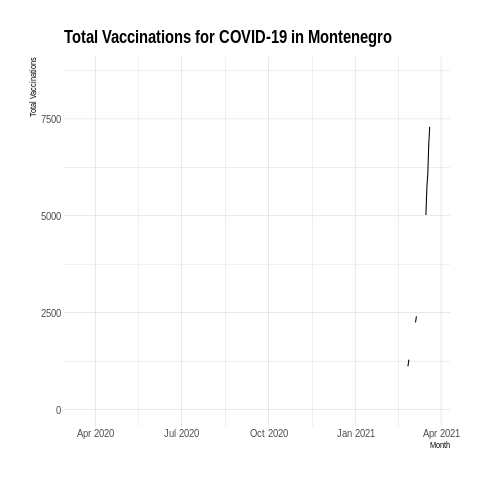 Total Vaccinations for COVID-19 in Montenegro
Total Vaccinations
7500
5000
2500
0
Apr 2020 Jul 2020 Oct 2020 Jan 2021 Apr 2021
Month